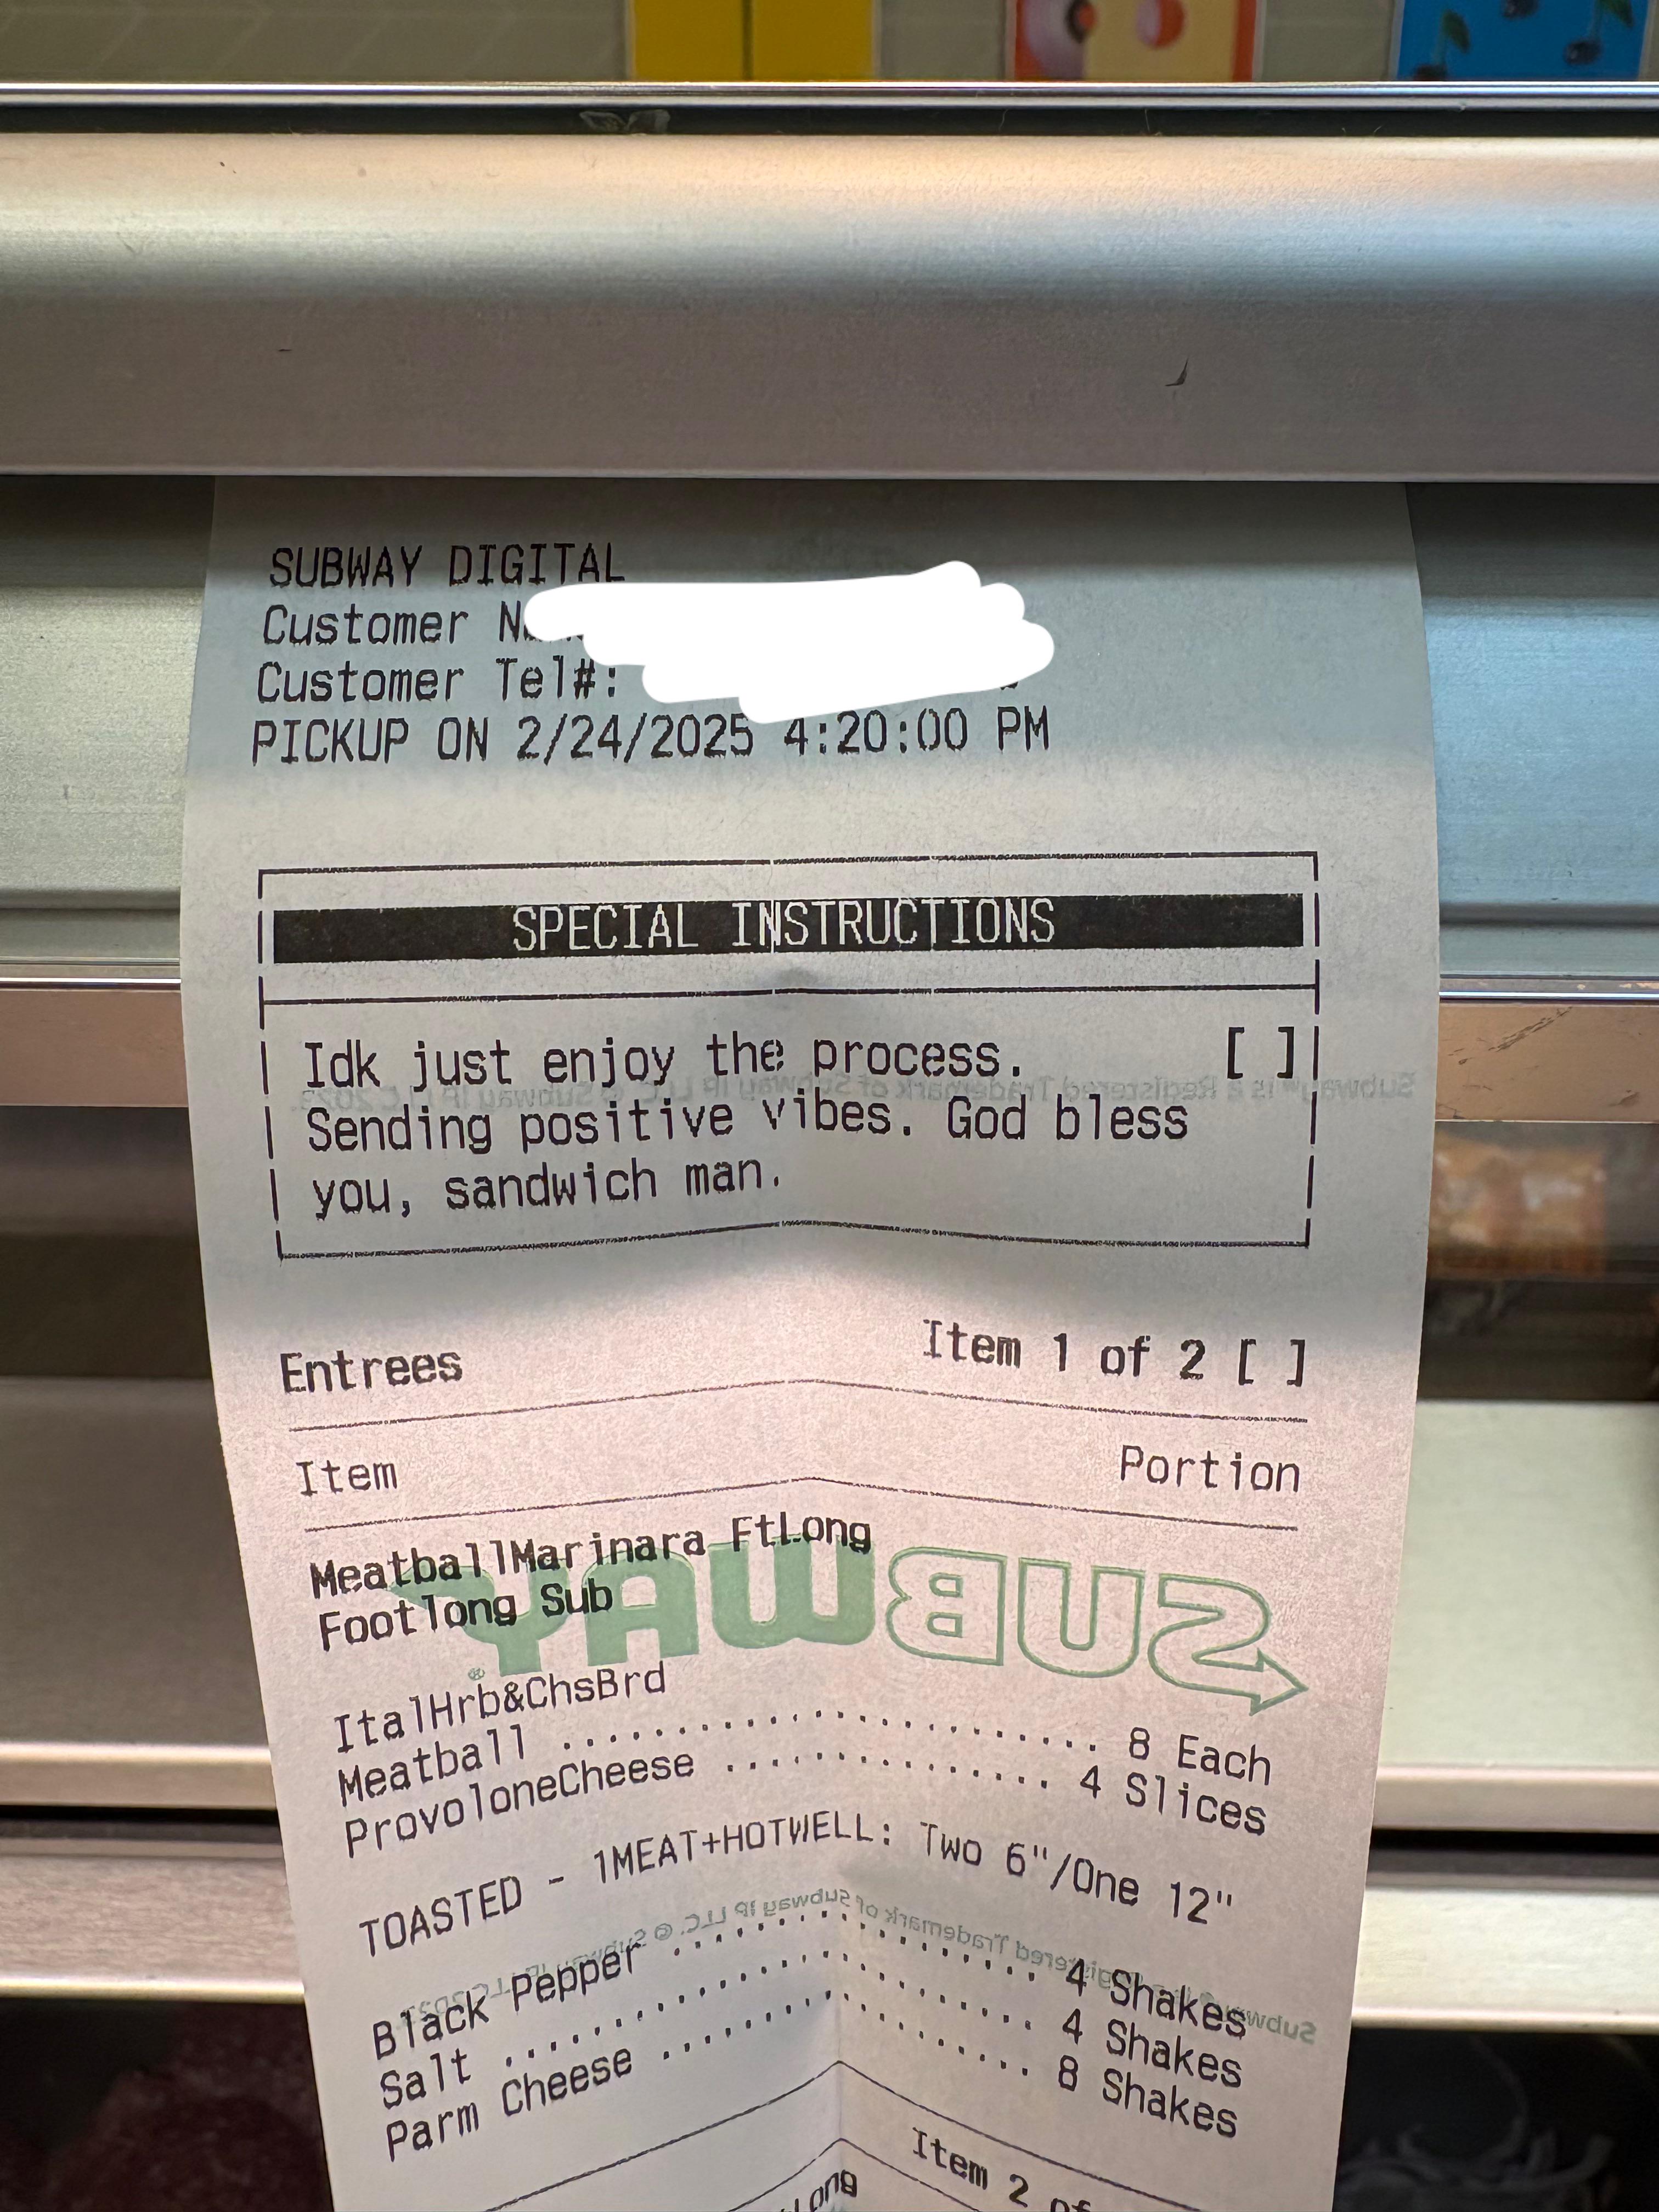 SUBWAY DIGITAL
Customer
Customer Tel#:
PICKUP ON 2/24/2025 4:20:00 PM
SPECIAL INSTRUCTIONS
Idk just enjoy the process. [ ]
Sending positive vibes. God bless
you, sandwich man.
Entrees Item 1 of 2 [ ]
Item Portion
MeatballMarinara FtLong
Footlong Sub
SUBWAY®
ItalHrb&ChsBrd
Meatball ........................ 8 Each
ProvoloneCheese .............. 4 Slices
TOASTED - 1MEAT+HOTWELL: Two 6"/One 12"
Black Pepper ................ 4 Shakes
Salt ........................ 4 Shakes
Parm Cheese ................. 8 Shakes
Item 2 of